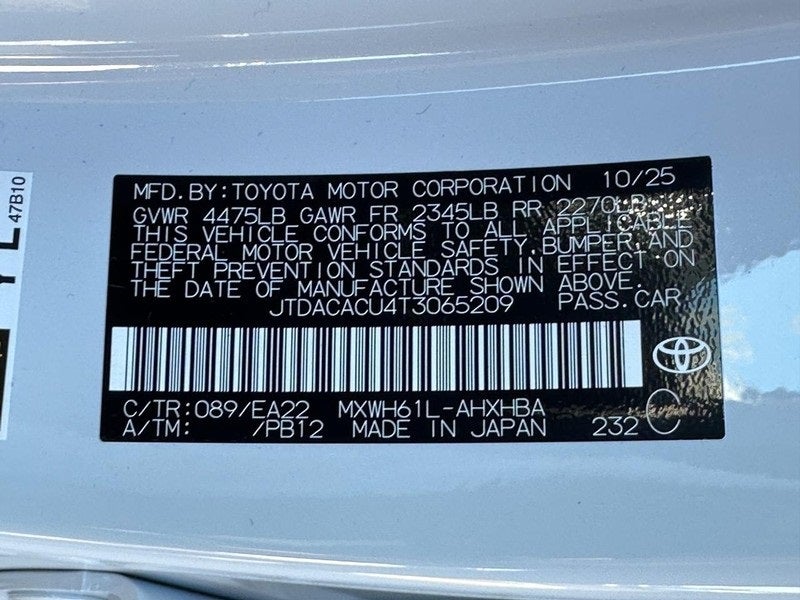 MFD.BY:TOYOTA MOTOR CORPORATION 10/25
GVWR 4475LB GAWR FR 2345LB RR 2270LB
THIS VEHICLE CONFORMS TO ALL APPLICABLE
FEDERAL MOTOR VEHICLE SAFETY,BUMPER,AND
THEFT PREVENTION STANDARDS IN EFFECT ON
THE DATE OF MANUFACTURE SHOWN ABOVE.
JTDACACU4T3065209 PASS.CAR
C/TR:089/EA22 MXWH61L-AHXHBA
A/TM: /PB12 MADE IN JAPAN 232
47B10